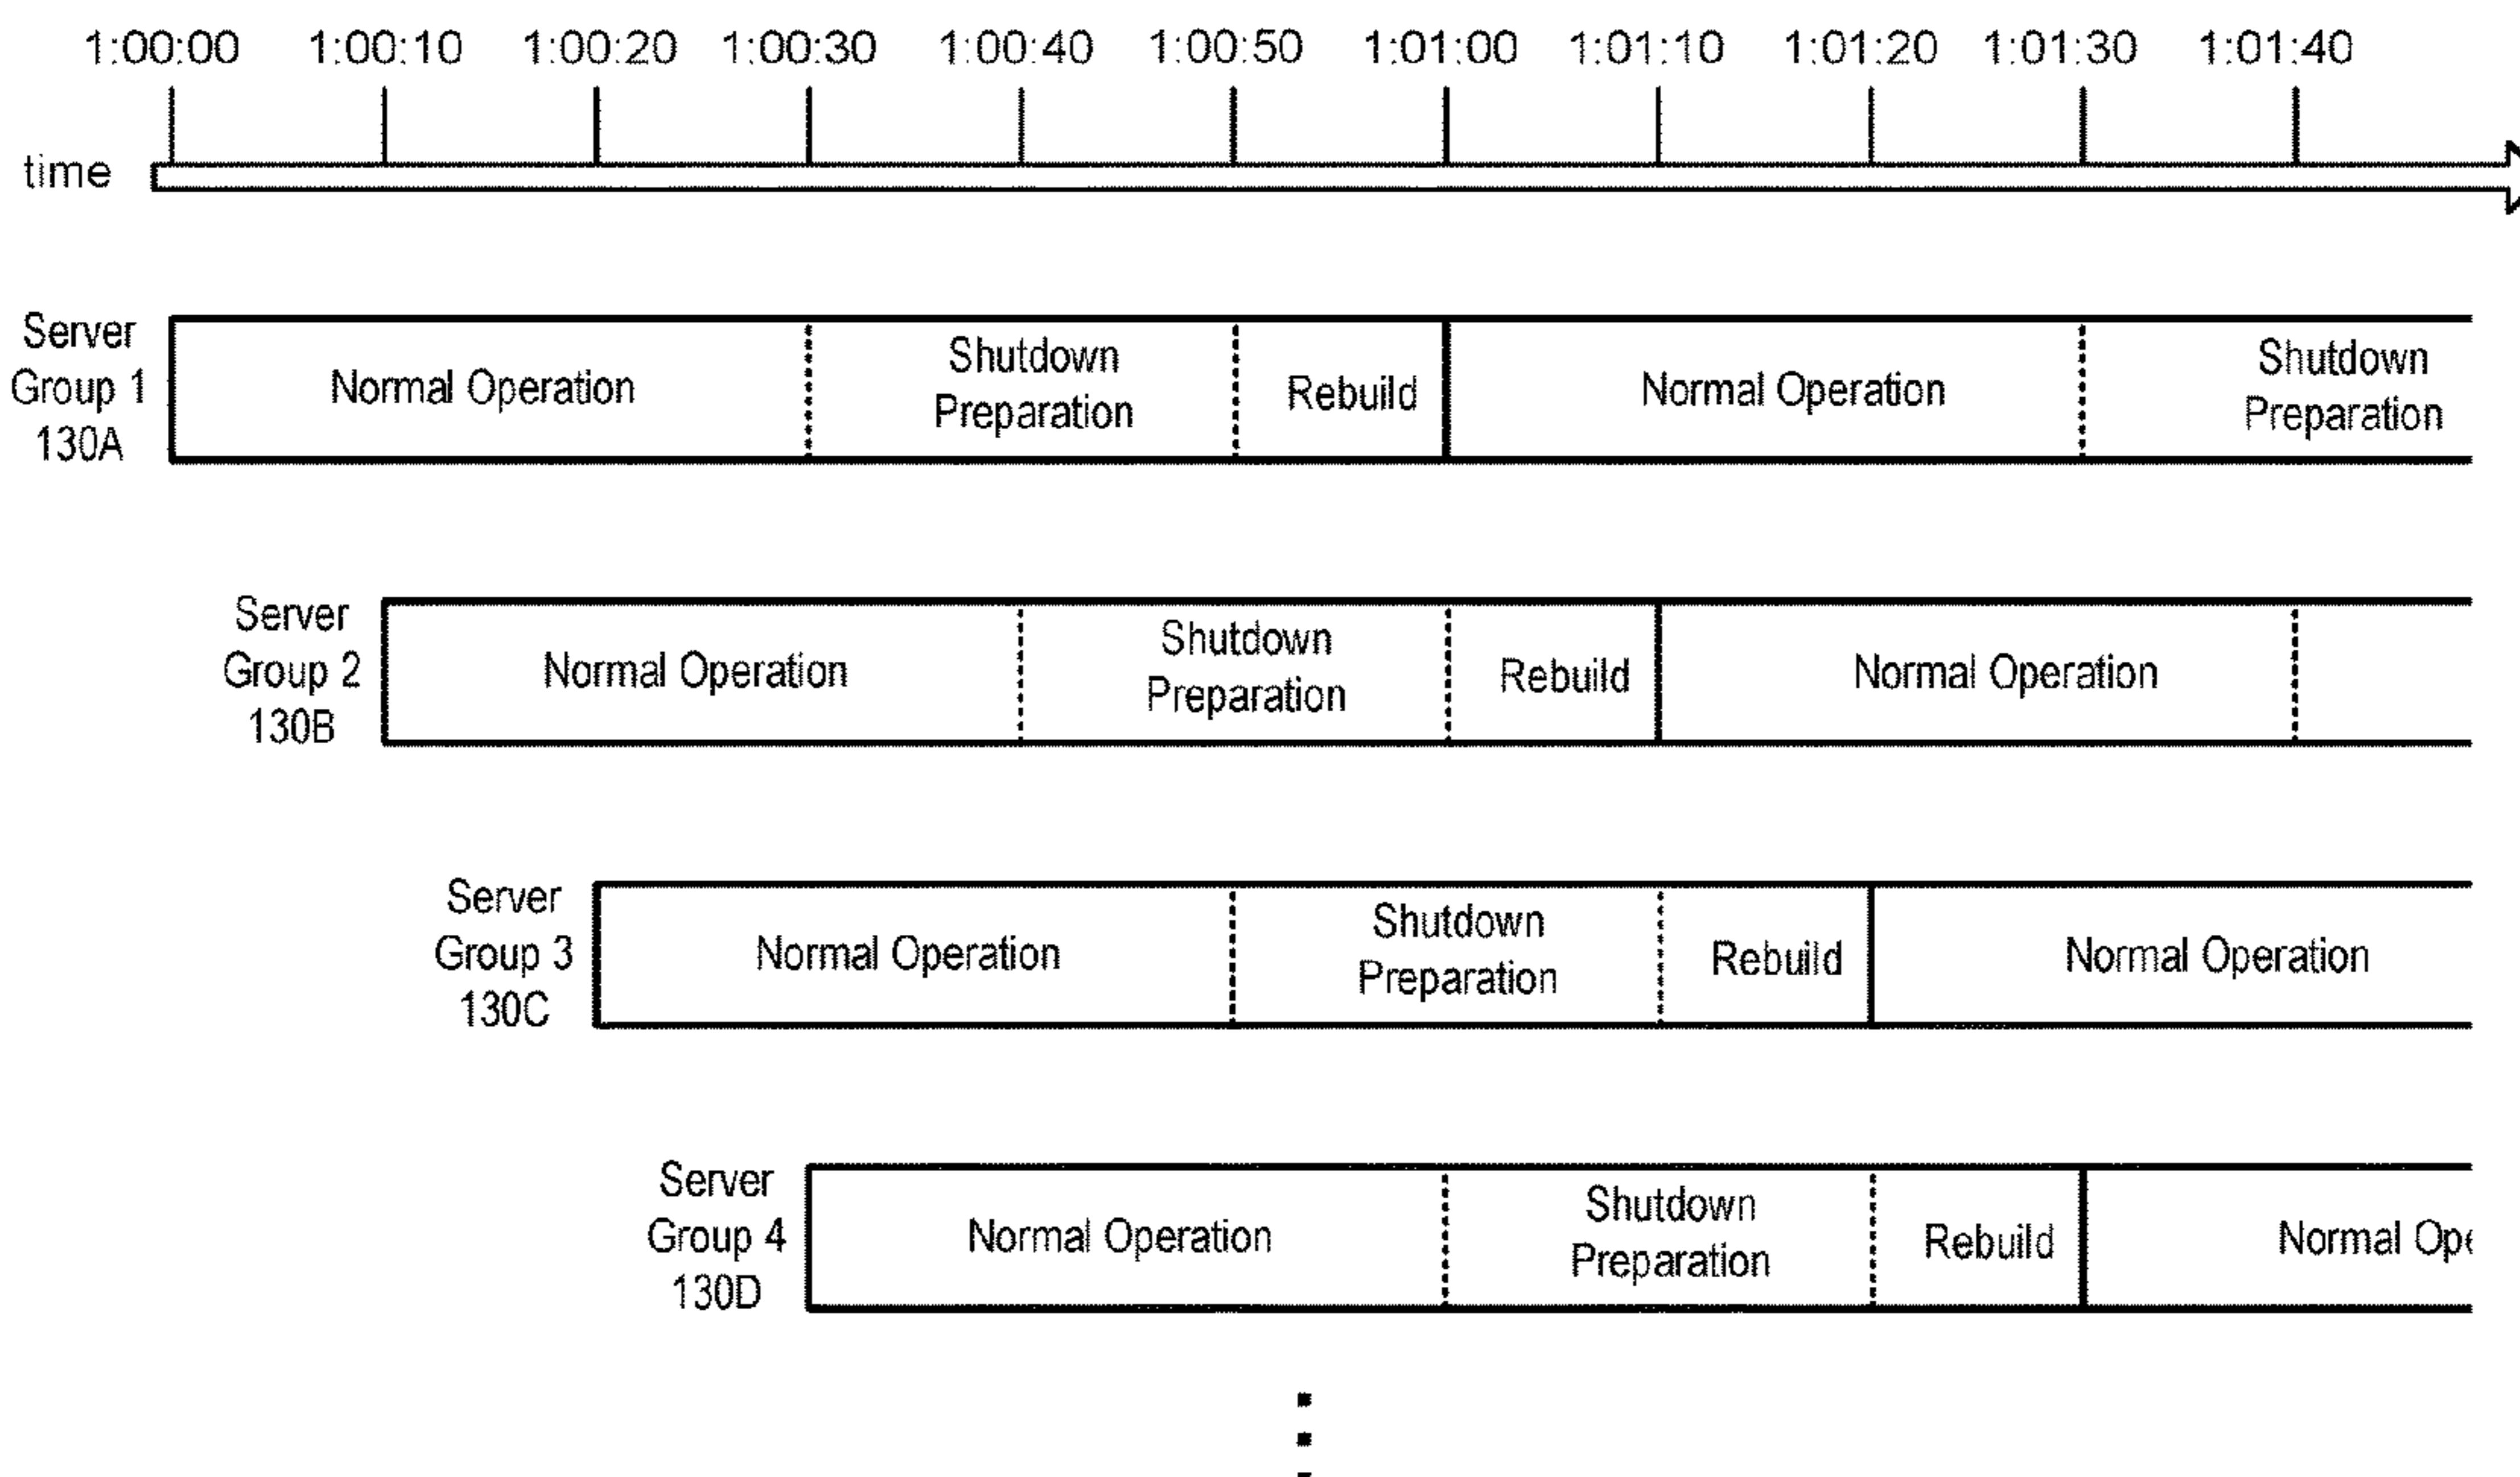 1:00:00 1:00:10 1:00:20 1:00:30 1:00:40 1:00:50 1:01:00 1:01:10 1:01:20 1:01:30 1:01:40
time
Server
Group 1
130A
Normal Operation
Shutdown
Preparation
Rebuild
Normal Operation
Shutdown
Preparation
Server
Group 2
130B
Normal Operation
Shutdown
Preparation
Rebuild
Normal Operation
Server
Group 3
130C
Normal Operation
Shutdown
Preparation
Rebuild
Normal Operation
Server
Group 4
130D
Normal Operation
Shutdown
Preparation
Rebuild
Normal Ope